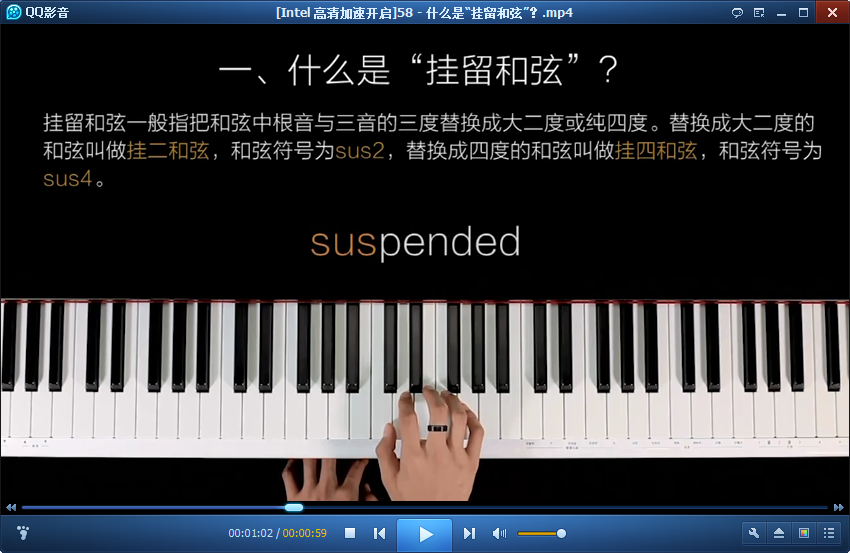 QQ影音
[Intel 高清加速开启]58 - 什么是“挂留和弦”？.mp4
一、什么是“挂留和弦”？
挂留和弦一般指把和弦中根音与三音的三度替换成大二度或纯四度。替换成大二度的
和弦叫做挂二和弦，和弦符号为sus2，替换成四度的和弦叫做挂四和弦，和弦符号为
sus4。
suspended
00:01:02 / 00:00:59